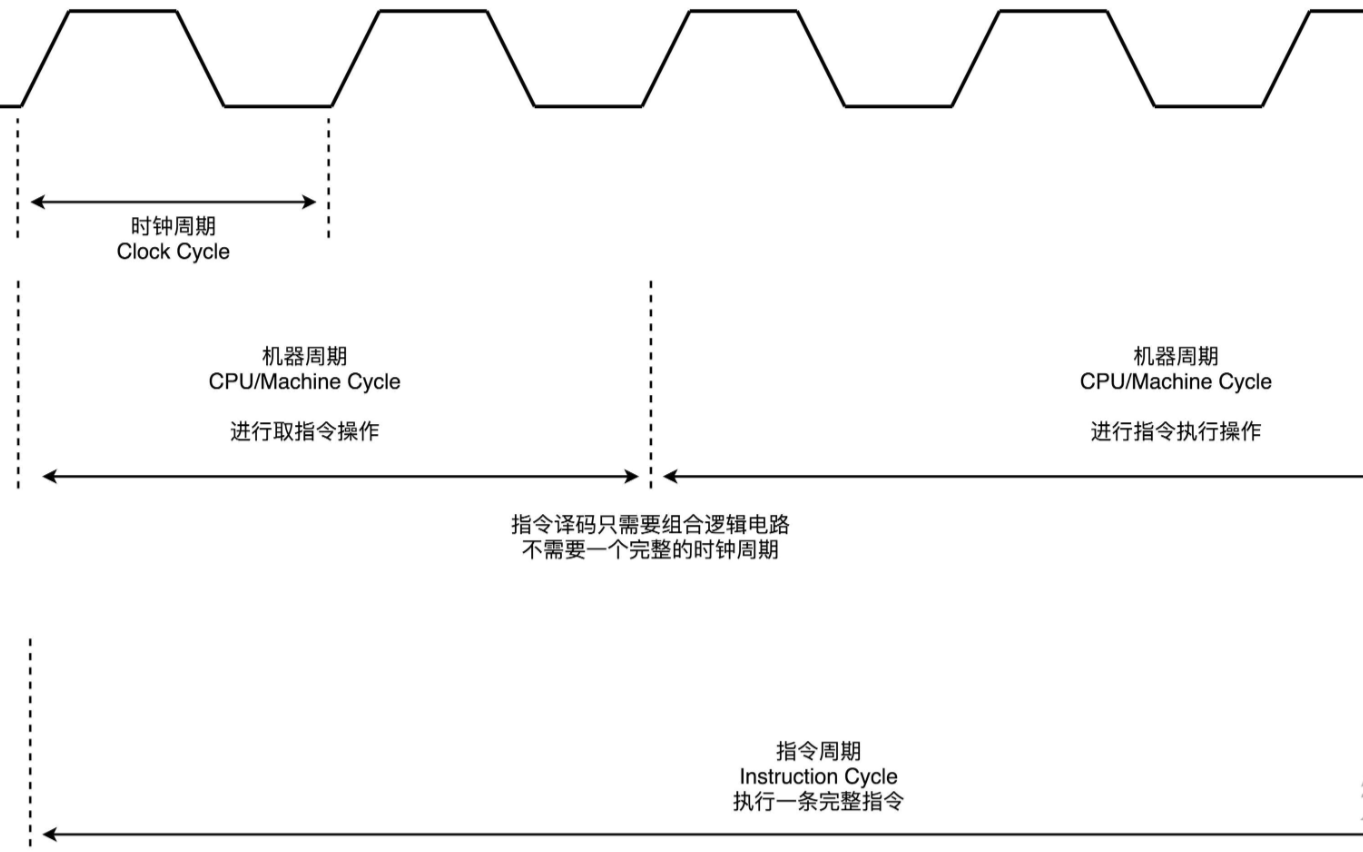 时钟周期
Clock Cycle
机器周期
CPU/Machine Cycle
进行取指令操作
机器周期
CPU/Machine Cycle
进行指令执行操作
指令译码只需要组合逻辑电路
不需要一个完整的时钟周期
指令周期
Instruction Cycle
执行一条完整指令